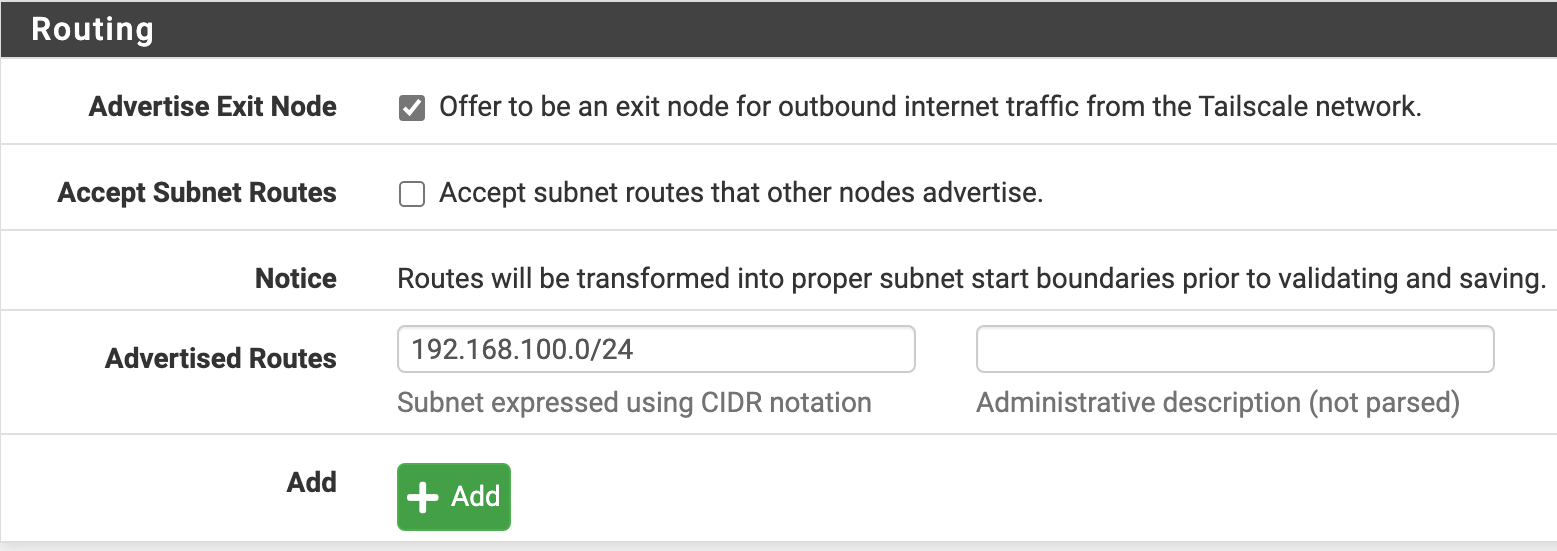 Routing
Advertise Exit Node Offer to be an exit node for outbound internet traffic from the Tailscale network.
Accept Subnet Routes Accept subnet routes that other nodes advertise.
Notice Routes will be transformed into proper subnet start boundaries prior to validating and saving.
Advertised Routes 192.168.100.0/24
Subnet expressed using CIDR notation Administrative description (not parsed)
Add Add